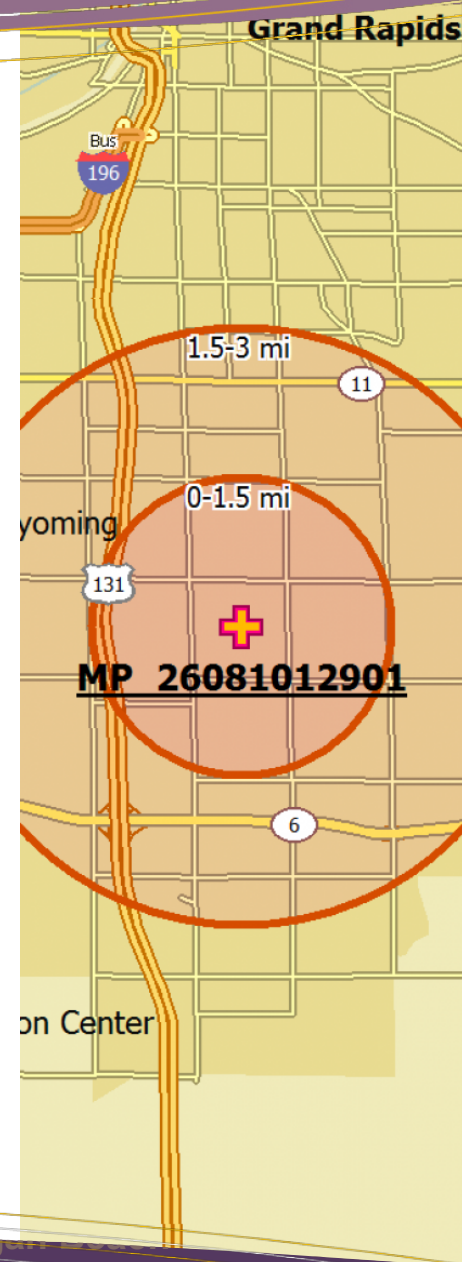 Grand Rapids
Bus
196
1.5-3 mi
11
0-1.5 mi
yoming
131
MP 26081012901
6
on Center